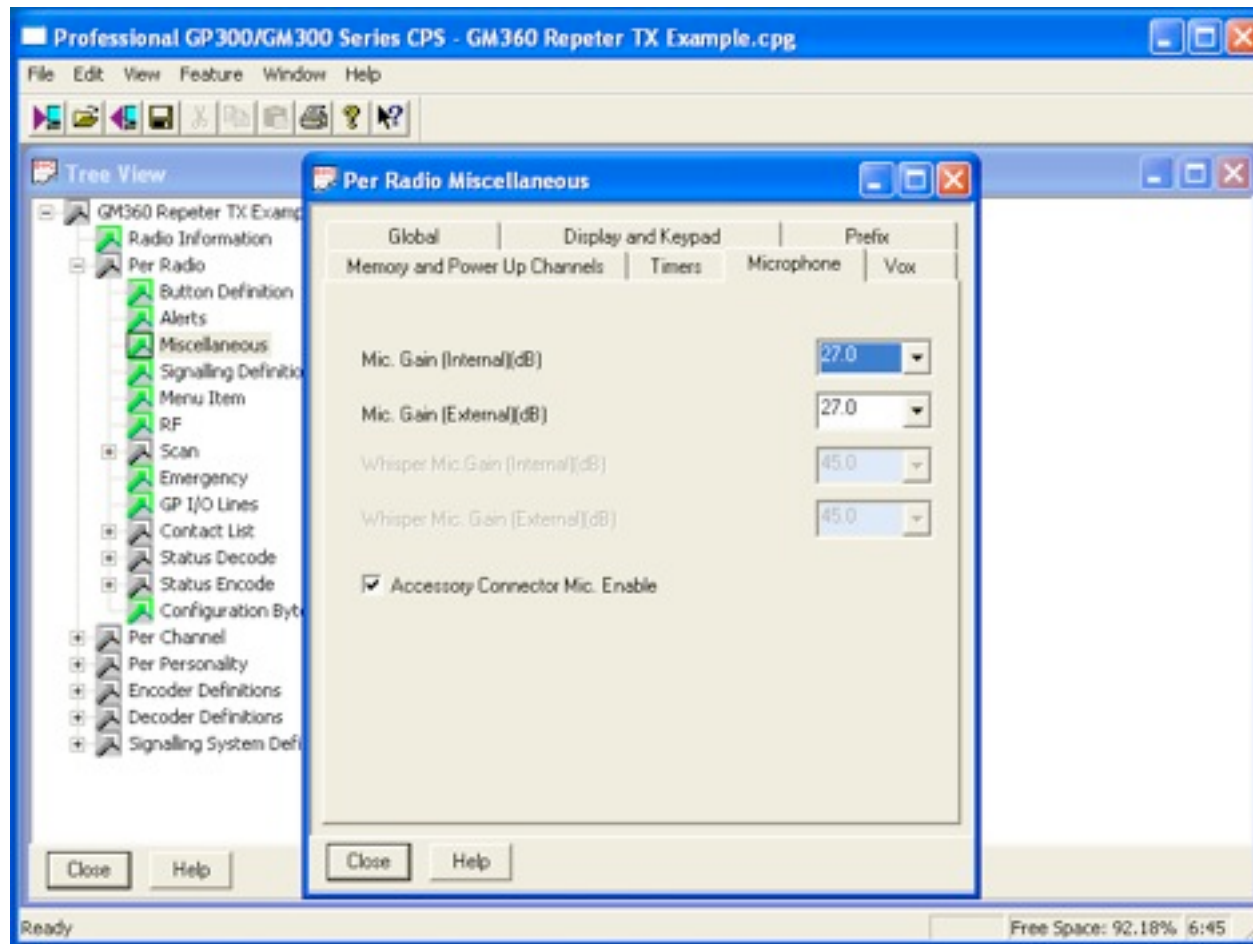 Professional GP300/GM300 Series CPS - GM360 Repeter TX Example.cpg
File Edit View Feature Window Help
Tree View
GM360 Repeter TX Examp
Radio Information
Per Radio
Button Definition
Alerts
Miscellaneous
Signalling Definitio
Menu Item
RF
Scan
Emergency
GP I/O Lines
Contact List
Status Decode
Status Encode
Configuration Byt
Per Channel
Per Personality
Encoder Definitions
Decoder Definitions
Signalling System Defi
Close Help
Per Radio Miscellaneous
Global Display and Keypad Prefix
Memory and Power Up Channels Timers Microphone Vox
Mic. Gain (Internal)(dB) 27.0
Mic. Gain (External)(dB) 27.0
Whisper Mic.Gain (Internal)(dB) 45.0
Whisper Mic. Gain (External)(dB) 45.0
Accessory Connector Mic. Enable
Close Help
Ready Free Space: 92.18% 6:45